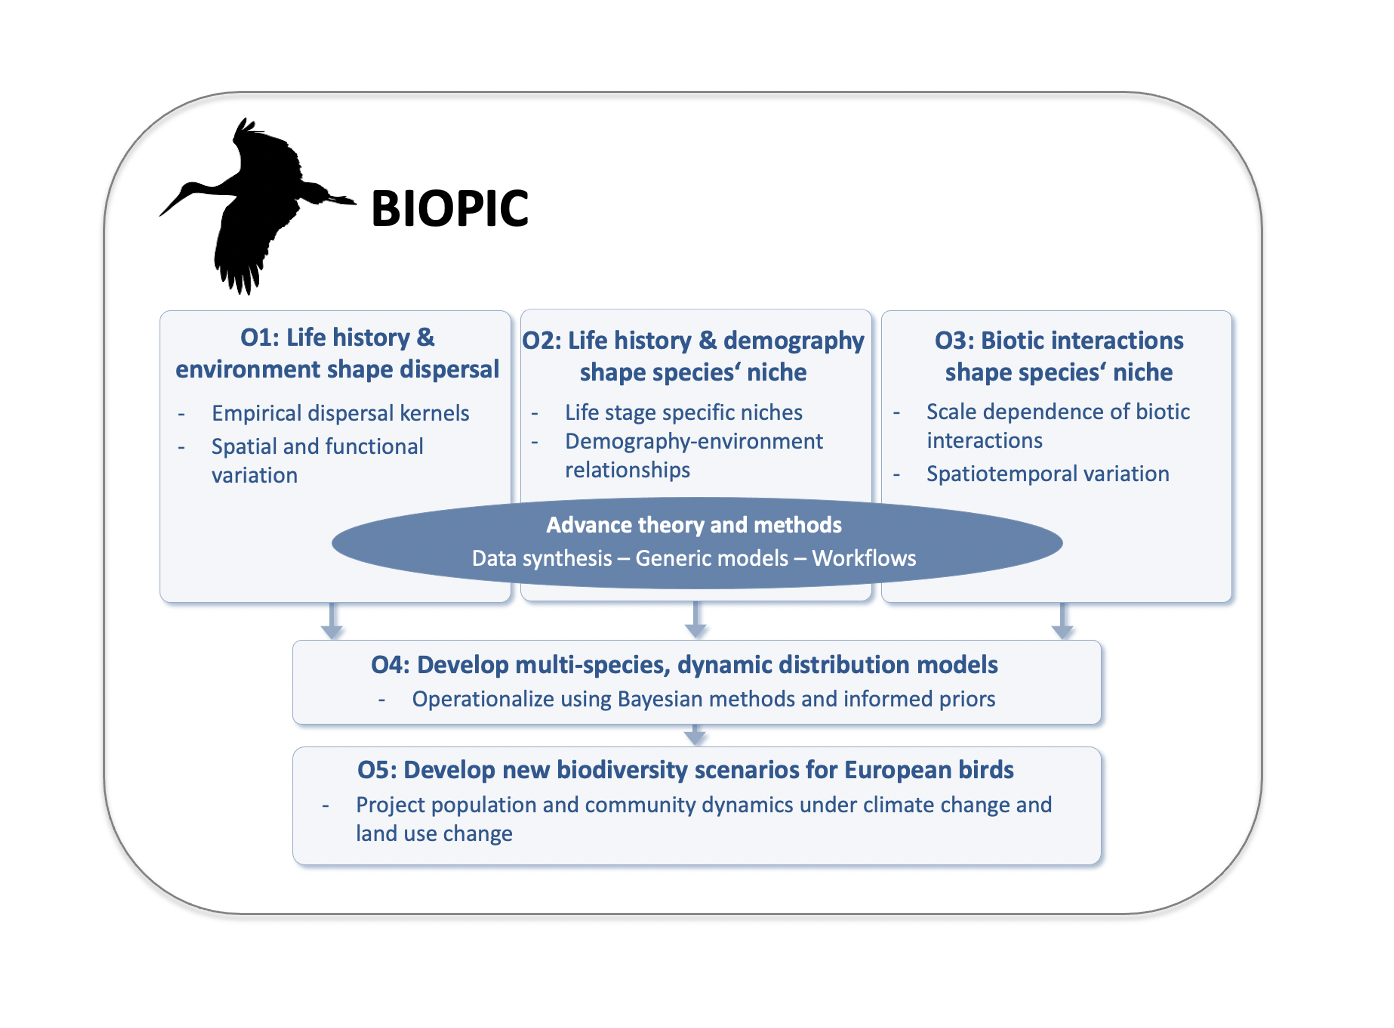 BIOPIC
O1: Life history &
environment shape dispersal
- Empirical dispersal kernels
- Spatial and functional
variation
O2: Life history & demography
shape species‘ niche
- Life stage specific niches
- Demography-environment
relationships
O3: Biotic interactions
shape species‘ niche
- Scale dependence of biotic
interactions
- Spatiotemporal variation
Advance theory and methods
Data synthesis – Generic models – Workflows
O4: Develop multi-species, dynamic distribution models
- Operationalize using Bayesian methods and informed priors
O5: Develop new biodiversity scenarios for European birds
- Project population and community dynamics under climate change and
land use change